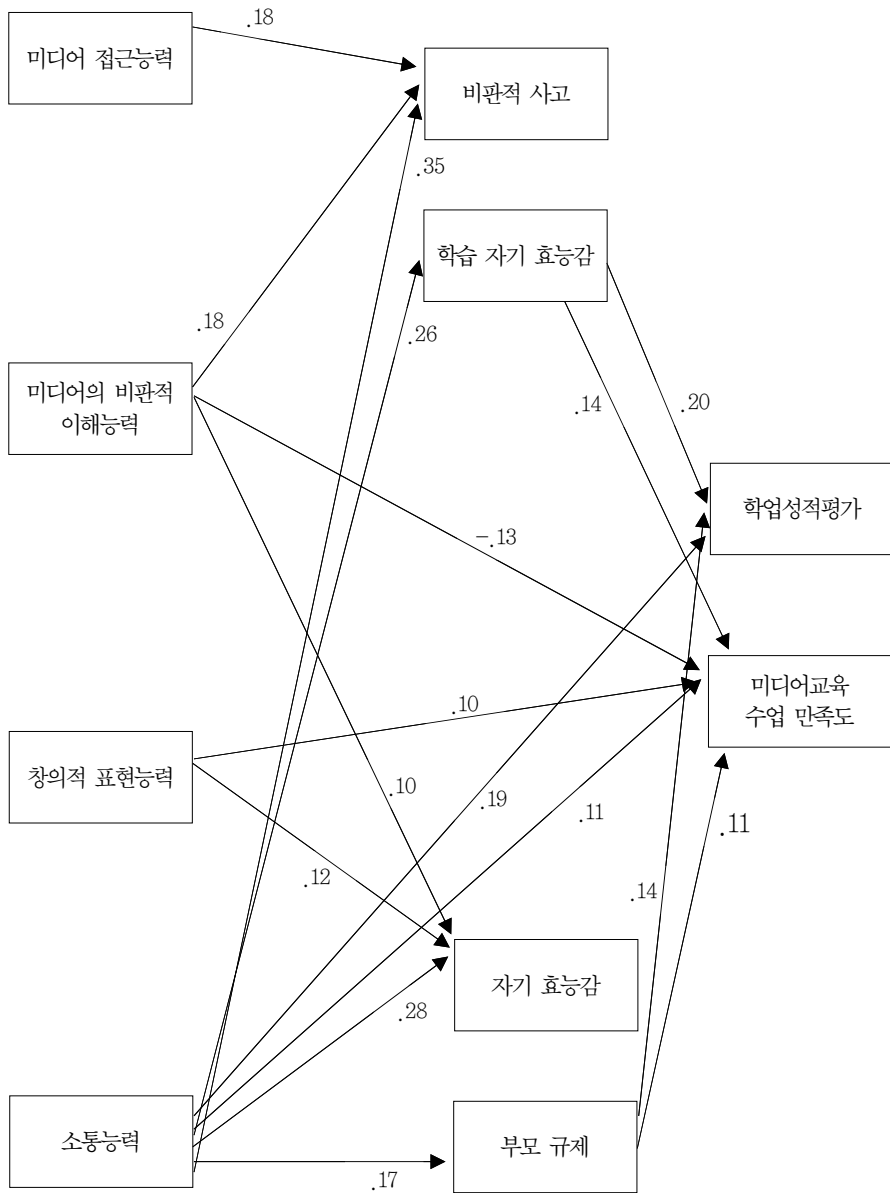 .18
미디어 접근능력
비판적 사고
.35
학습 자기 효능감
.18
.26
미디어의 비판적
이해능력
.14
.20
학업성적평가
-.13
미디어교육
수업 만족도
.10
창의적 표현능력
.10
.19
.11
.11
.12
.14
자기 효능감
.28
소통능력
부모 규제
.17